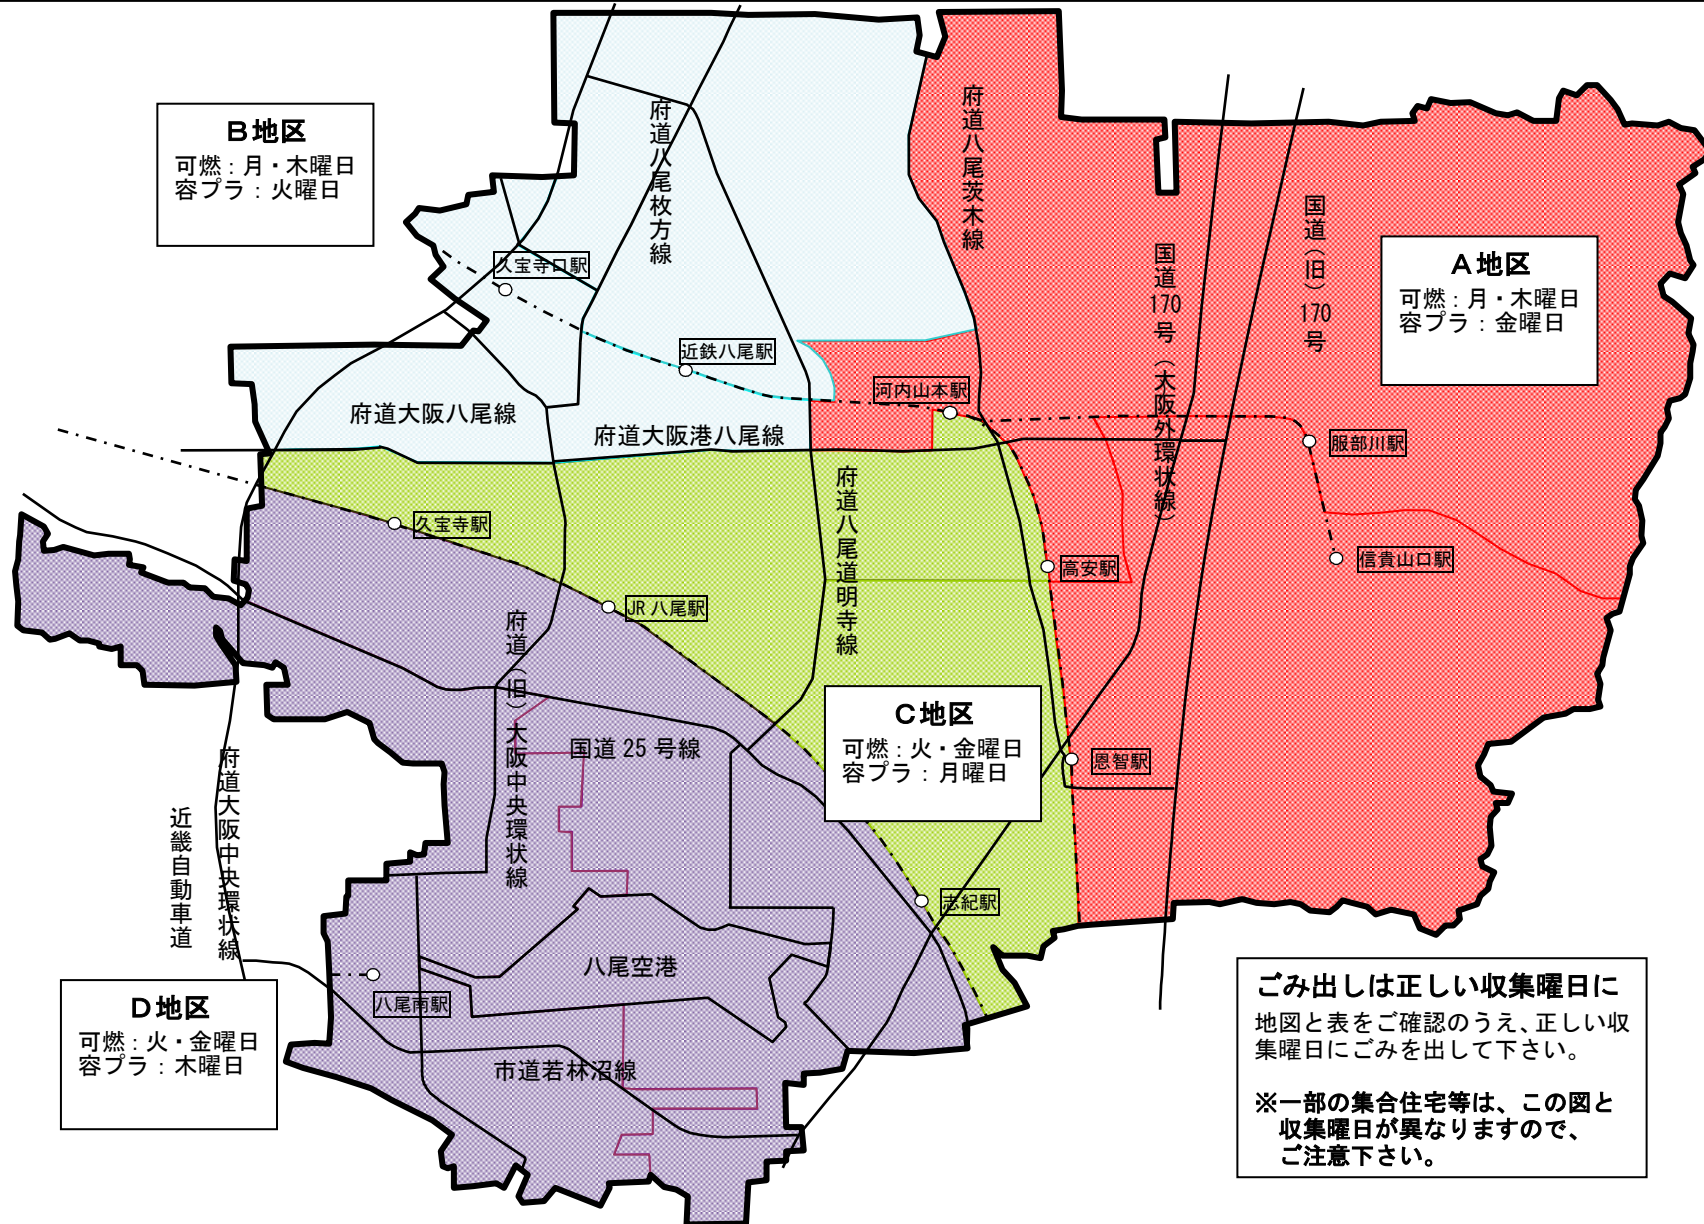 B地区
可燃：月・木曜日
容プラ：火曜日
府道八尾枚方線
府道八尾茨木線
国道170号（大阪外環状線）
国道（旧）170号
A地区
可燃：月・木曜日
容プラ：金曜日
久宝寺口駅
近鉄八尾駅
河内山本駅
府道大阪八尾線
府道大阪港八尾線
服部川駅
府道八尾道明寺線
久宝寺駅
高安駅
信貴山口駅
JR八尾駅
府道（旧）大阪中央環状線
C地区
可燃：火・金曜日
容プラ：月曜日
国道25号線
恩智駅
府道大阪中央環状線
近畿自動車道
志紀駅
八尾空港
八尾南駅
D地区
可燃：火・金曜日
容プラ：木曜日
市道若林沼線
ごみ出しは正しい収集曜日に
地図と表をご確認のうえ、正しい収
集曜日にごみを出して下さい。
※一部の集合住宅等は、この図と
収集曜日が異なりますので、
ご注意下さい。